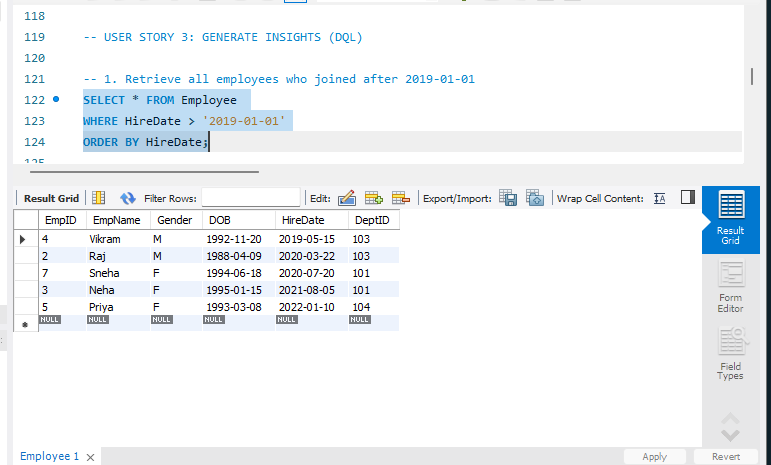 118
119 -- USER STORY 3: GENERATE INSIGHTS (DQL)
120
121 -- 1. Retrieve all employees who joined after 2019-01-01
122 SELECT * FROM Employee
123 WHERE HireDate > '2019-01-01'
124 ORDER BY HireDate;
125
Result Grid Filter Rows: Edit: Export/Import: Wrap Cell Content: IA
EmpID EmpName Gender DOB HireDate DeptID
4 Vikram M 1992-11-20 2019-05-15 103
2 Raj M 1988-04-09 2020-03-22 103
7 Sneha F 1994-06-18 2020-07-20 101
3 Neha F 1995-01-15 2021-08-05 101
5 Priya F 1993-03-08 2022-01-10 104
NULL NULL NULL NULL NULL NULL
Result
Grid
Form
Editor
Field
Types
Employee 1 Apply Revert